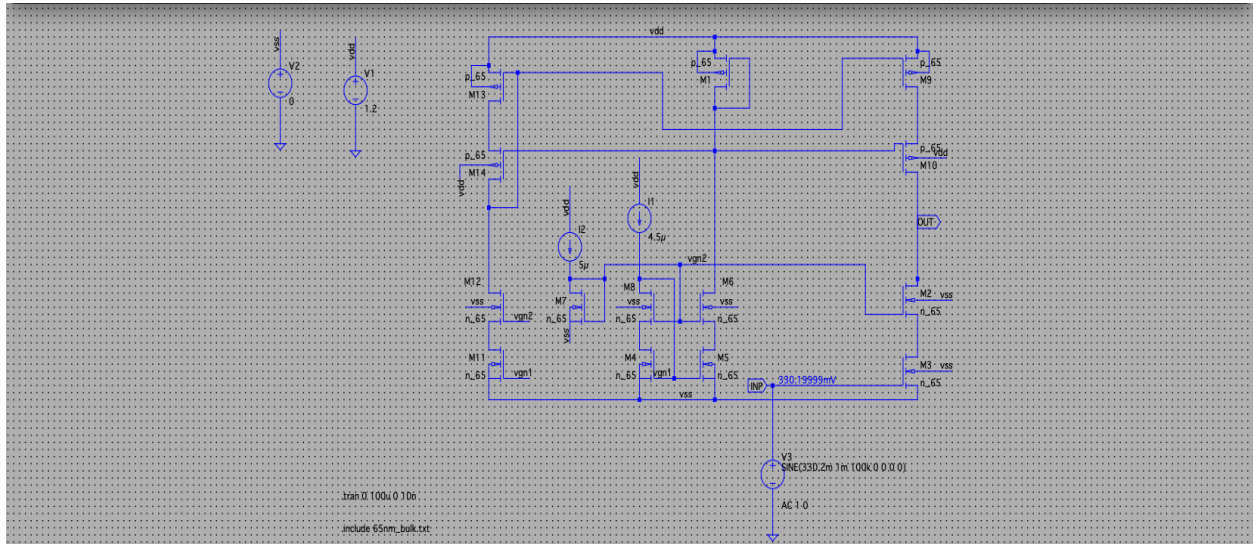 vdd
vss
V2
0
vdd
V1
1.2
p_65
M13
p_65
M1
p_65
M9
p_65
M14
vdd
p_65
vdd
M10
vdd
I2
5µ
vdd
I1
4.5µ
OUT
vgn2
M12
vss
n_65
vgn2
M7
n_65
vss
M8
vss
n_65
M6
vss
n_65
M2
vss
n_65
M11
n_65
vgn1
M4
n_65
vgn1
M5
n_65
M3
vss
n_65
vss
INP
330.19999mV
V3
SINE(330.2m 1m 100k 0 0 0 0)
AC 1 0
.tran 0 100u 0 10n
.include 65nm_bulk.txt